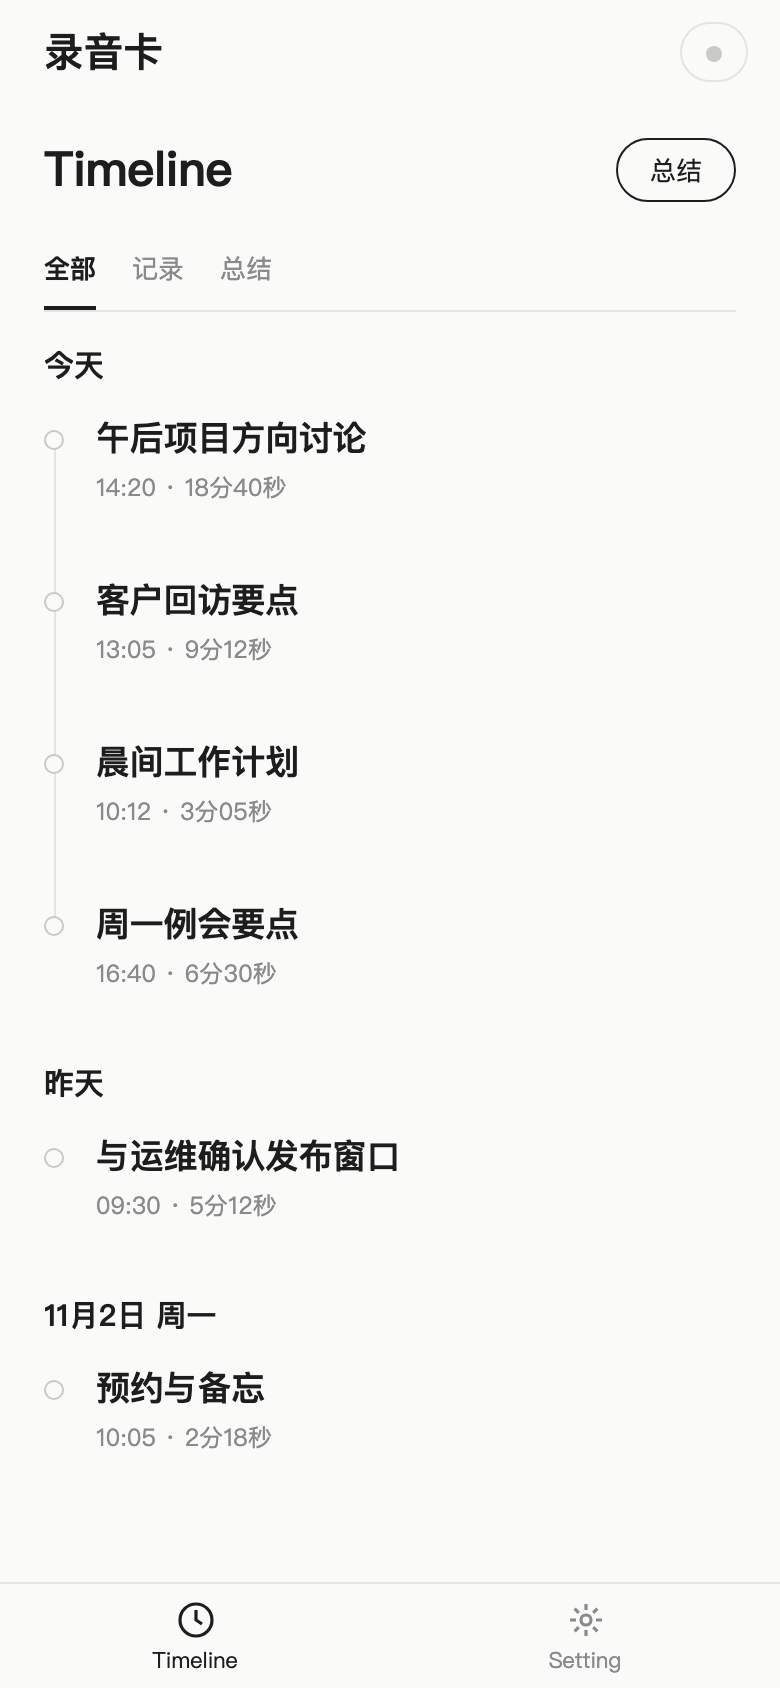 录音卡
Timeline
总结
全部 记录 总结
今天
午后项目方向讨论
14:20 · 18分40秒
客户回访要点
13:05 · 9分12秒
晨间工作计划
10:12 · 3分05秒
周一例会要点
16:40 · 6分30秒
昨天
与运维确认发布窗口
09:30 · 5分12秒
11月2日 周一
预约与备忘
10:05 · 2分18秒
Timeline
Setting